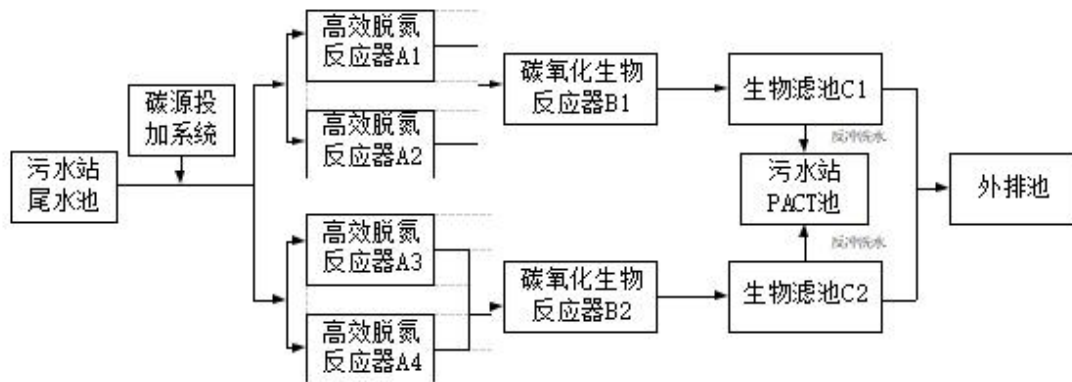 高效脱氮
反应器A1
碳氧化生物
反应器B1
生物滤池C1
碳源投
加系统
高效脱氮
反应器A2
反冲洗水
污水站
尾水池
污水站
PACT池
外排池
高效脱氮
反应器A3
反冲洗水
碳氧化生物
反应器B2
生物滤池C2
高效脱氮
反应器A4